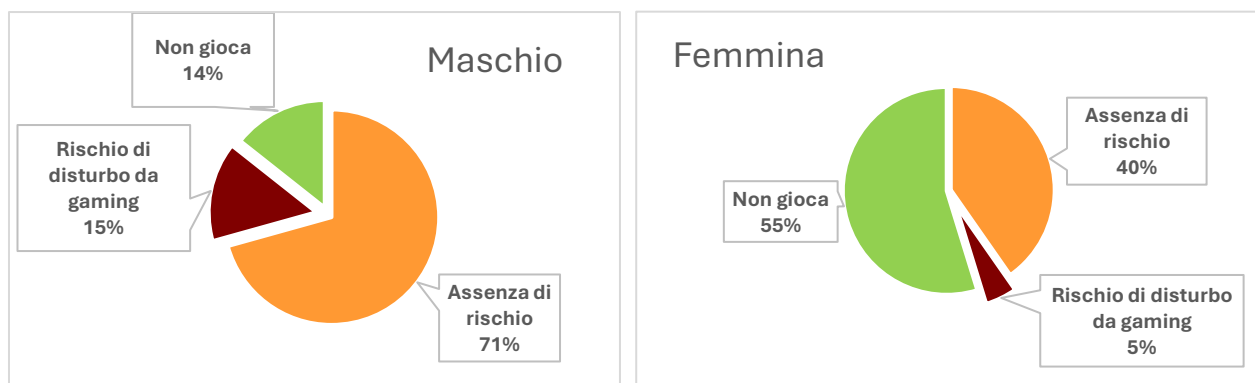 Maschio
Non gioca
14%
Rischio di
disturbo da
gaming
15%
Assenza di
rischio
71%
Femmina
Assenza di
rischio
40%
Non gioca
55%
Rischio di disturbo
da gaming
5%